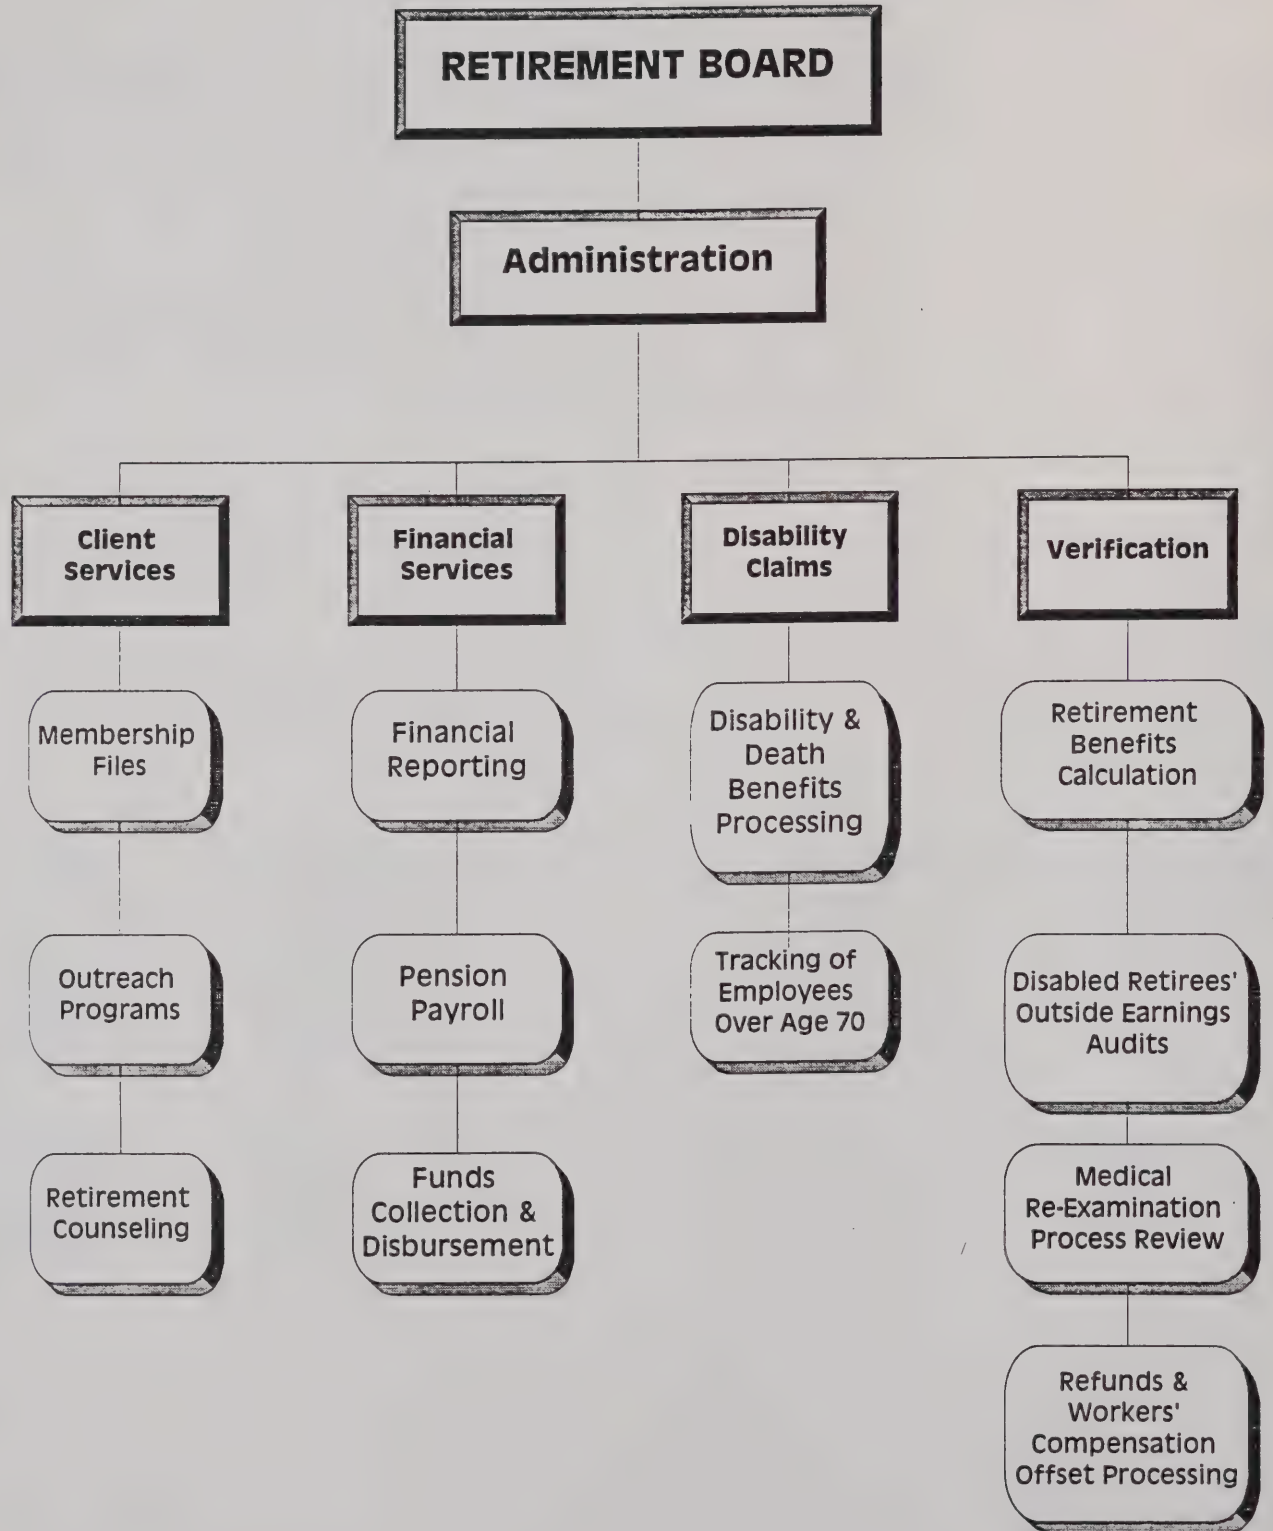 RETIREMENT BOARD
Administration
Client
Services
Membership
Files
Outreach
Programs
Retirement
Counseling
Financial
Services
Financial
Reporting
Pension
Payroll
Funds
Collection &
Disbursement
Disability
Claims
Disability &
Death
Benefits
Processing
Tracking of
Employees
Over Age 70
Verification
Retirement
Benefits
Calculation
Disabled Retirees'
Outside Earnings
Audits
Medical
Re-Examination
Process Review
Refunds &
Workers'
Compensation
Offset Processing